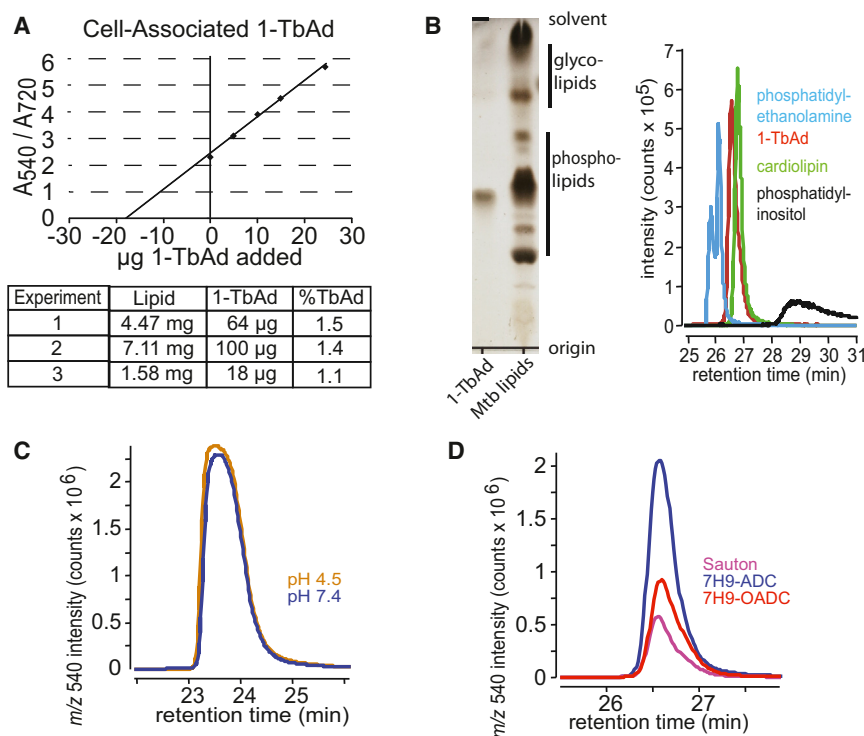 A
Cell-Associated 1-TbAd
A540 / A720
6
5
4
3
2
1
0
-30 -20 -10 0 10 20 30
µg 1-TbAd added
Experiment Lipid 1-TbAd %TbAd
1 4.47 mg 64 µg 1.5
2 7.11 mg 100 µg 1.4
3 1.58 mg 18 µg 1.1
B
solvent
glyco-
lipids
phospho-
lipids
origin
1-TbAd
Mtb lipids
intensity (counts x 10⁵)
7
6
5
4
3
2
1
0
phosphatidyl-
ethanolamine
1-TbAd
cardiolipin
phosphatidyl-
inositol
25 26 27 28 29 30 31
retention time (min)
C
m/z 540 intensity (counts x 10⁶)
2
1.5
1
0.5
0
pH 4.5
pH 7.4
23 24 25
retention time (min)
D
m/z 540 intensity (counts x 10⁶)
2
1.5
1
0.5
0
Sauton
7H9-ADC
7H9-OADC
26 27
retention time (min)